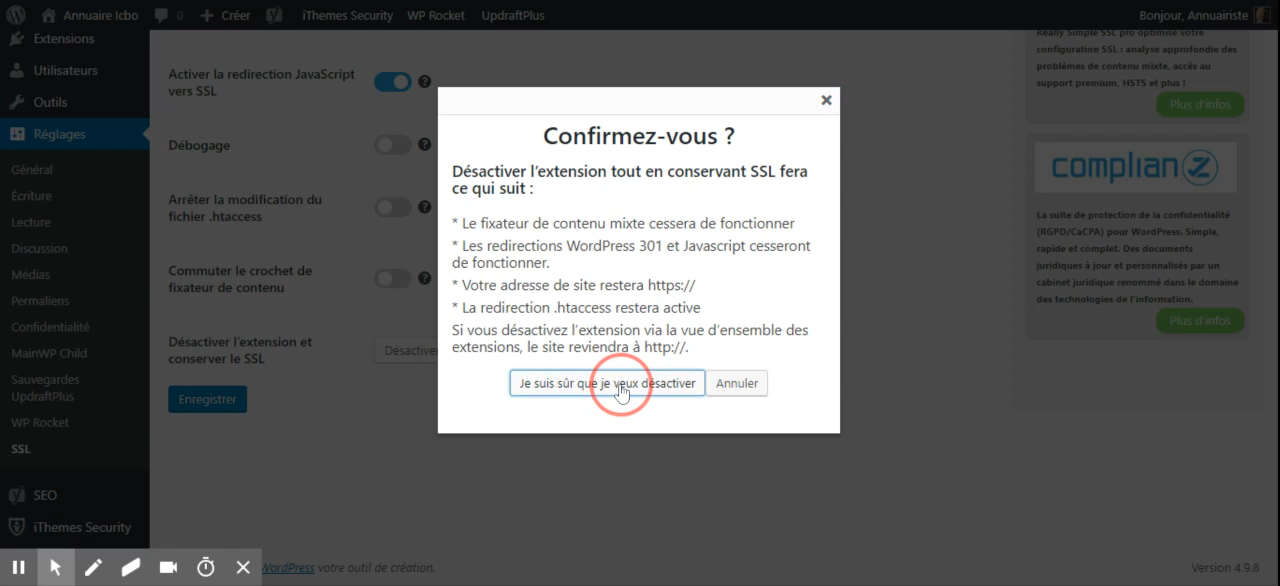 Annuaire Icbo 0 Créer iThemes Security WP Rocket UpdraftPlus Bonjour, Annuairiste
Extensions
Utilisateurs
Outils
Réglages
Général
Écriture
Lecture
Discussion
Médias
Permaliens
Confidentialité
MainWP Child
Sauvegardes
UpdraftPlus
WP Rocket
SSL
SEO
iThemes Security
Activer la redirection JavaScript
vers SSL
Débogage
Arrêter la modification du
fichier .htaccess
Commuter le crochet de
fixateur de contenu
Désactiver l'extension et
conserver le SSL
Désactiver
Enregistrer
×
Confirmez-vous ?
Désactiver l'extension tout en conservant SSL fera
ce qui suit :
* Le fixateur de contenu mixte cessera de fonctionner
* Les redirections WordPress 301 et Javascript cesseront
de fonctionner.
* Votre adresse de site restera https://
* La redirection .htaccess restera active
Si vous désactivez l'extension via la vue d'ensemble des
extensions, le site reviendra à http://.
Je suis sûr que je veux désactiver
Annuler
Really Simple SSL pro optimise votre
configuration SSL : analyse approfondie des
problèmes de contenu mixte, accès au
support premium, HSTS et plus !
Plus d'infos
complianz
La suite de protection de la confidentialité
(RGPD/CaCPA) pour WordPress. Simple,
rapide et complet. Des documents
juridiques à jour et personnalisés par un
cabinet juridique renommé dans le domaine
des technologies de l'information.
Plus d'infos
WordPress votre outil de création.
Version 4.9.8